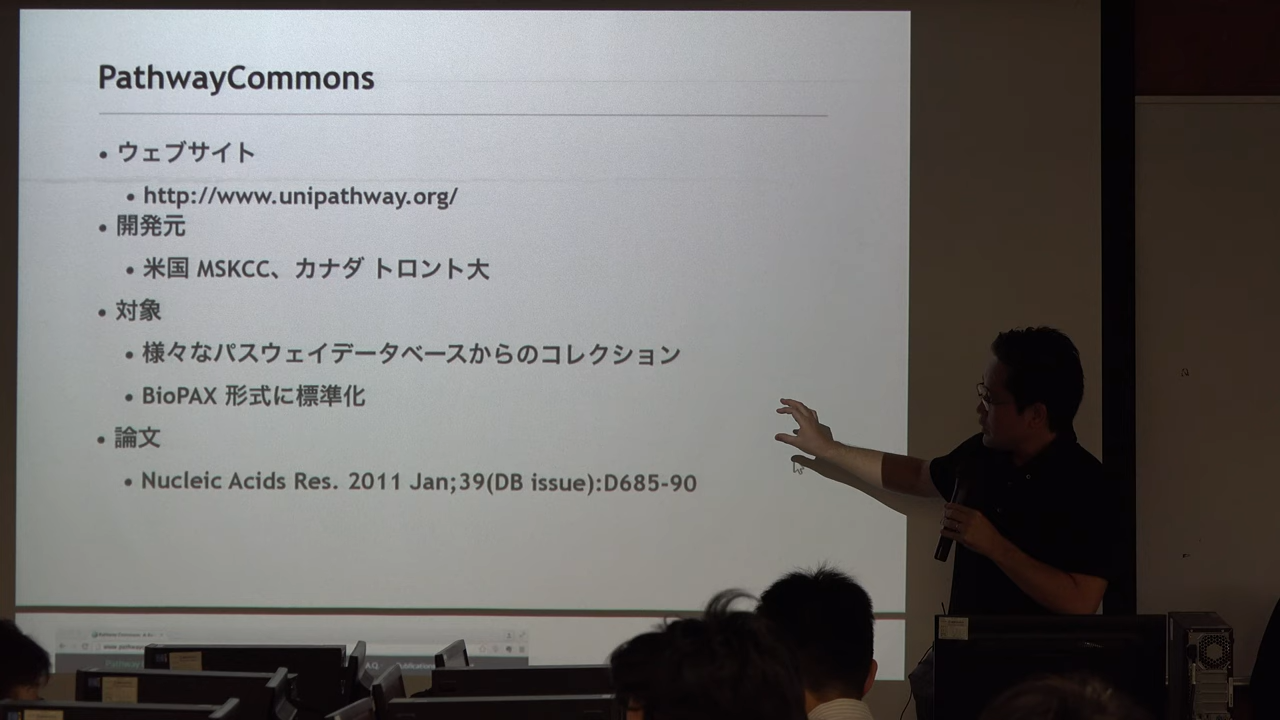 PathwayCommons
• ウェブサイト
• http://www.unipathway.org/
• 開発元
• 米国 MSKCC、カナダ トロント大
• 対象
• 様々なパスウェイデータベースからのコレクション
• BioPAX 形式に標準化
• 論文
• Nucleic Acids Res. 2011 Jan;39(DB issue):D685-90